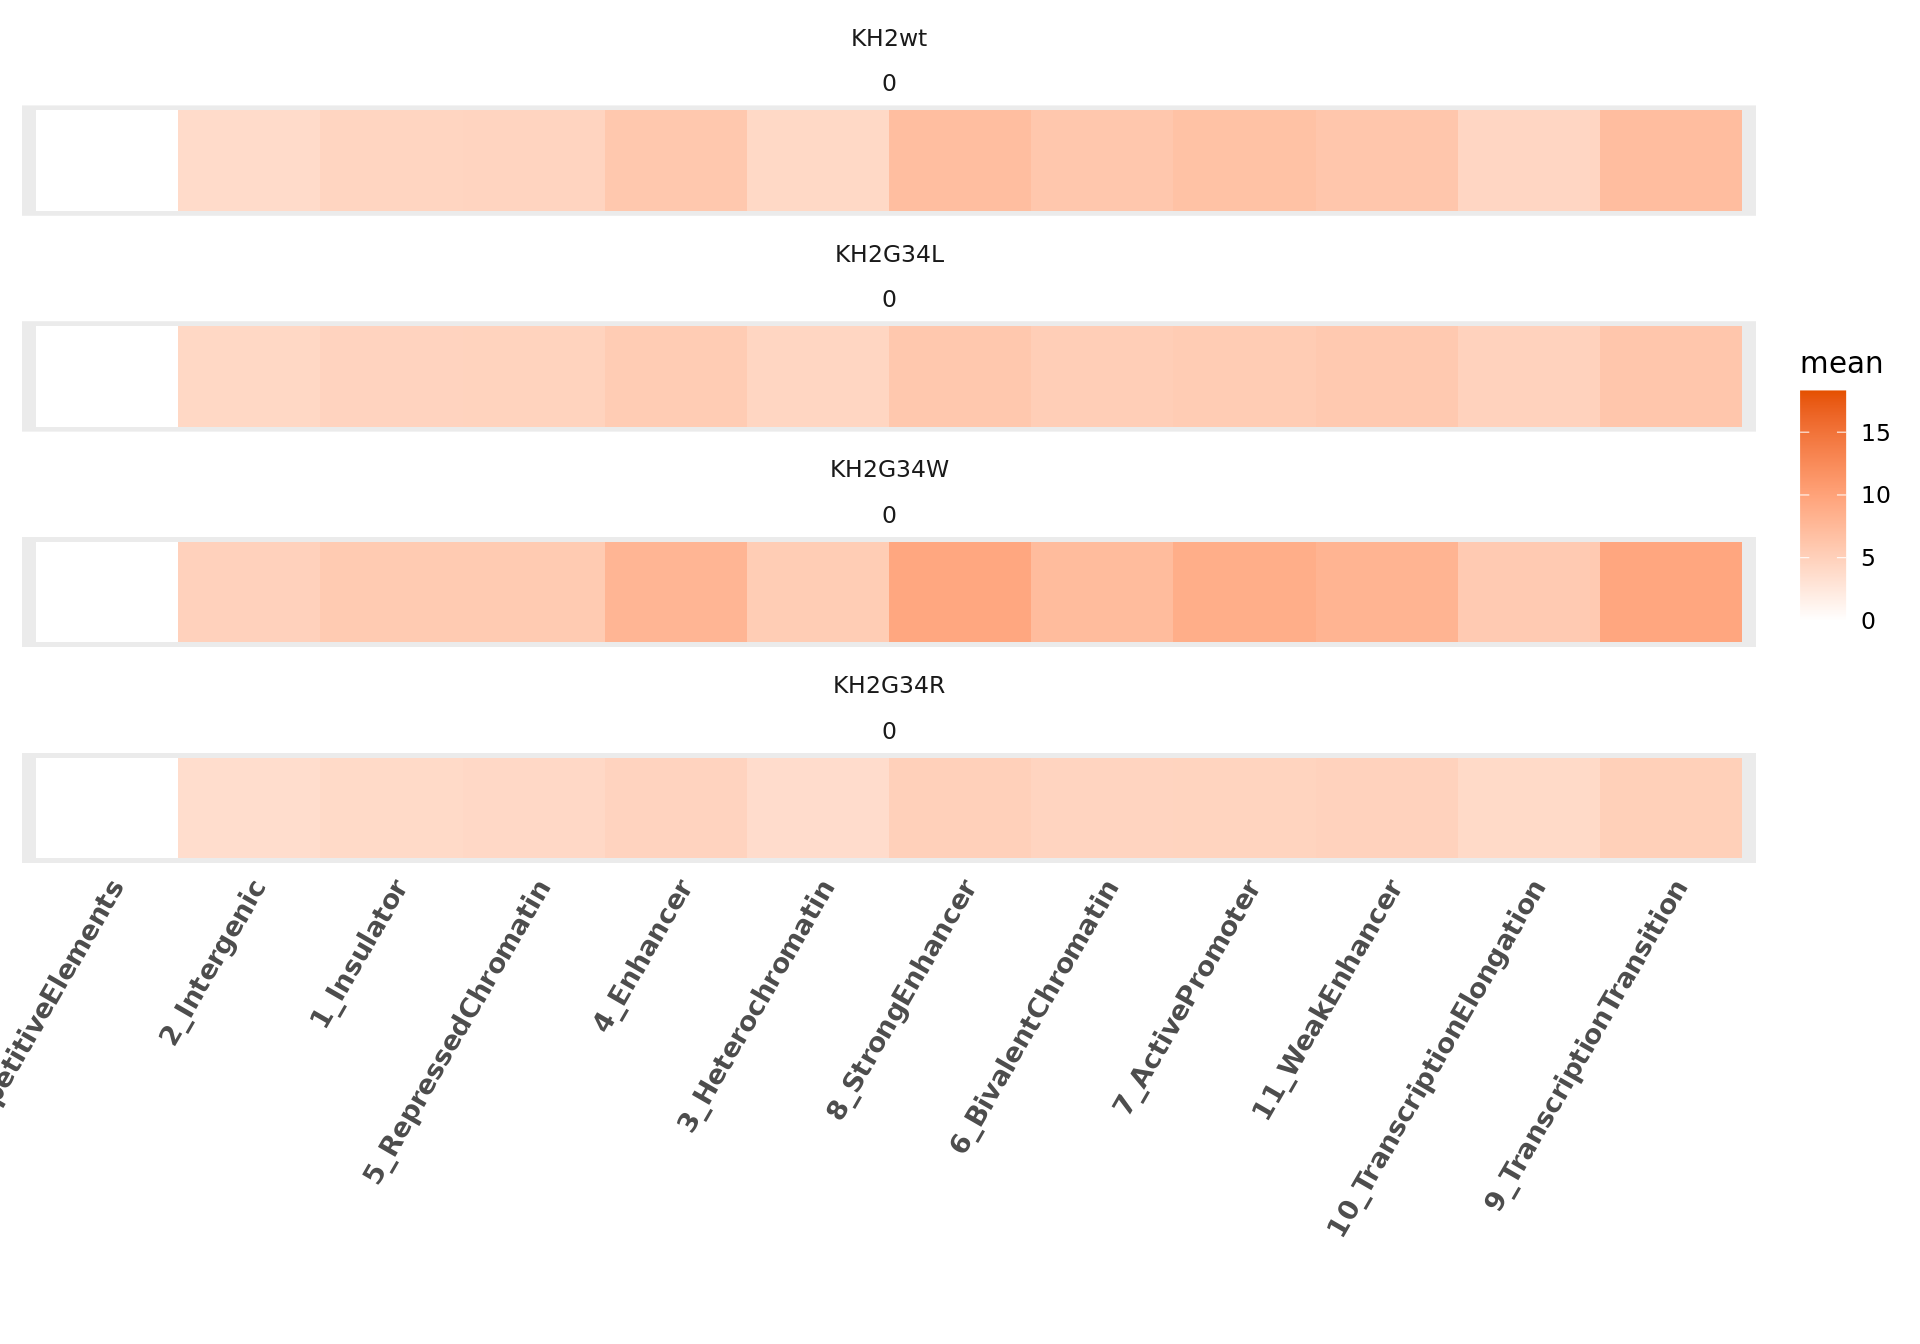 KH2wt
0
KH2G34L
0
mean
15
10
5
0
KH2G34W
0
KH2G34R
0
petitiveElements
2_Intergenic
1_Insulator
5_RepressedChromatin
4_Enhancer
3_Heterochromatin
8_StrongEnhancer
6_BivalentChromatin
7_ActivePromoter
11_WeakEnhancer
10_TranscriptionElongation
9_TranscriptionTransition